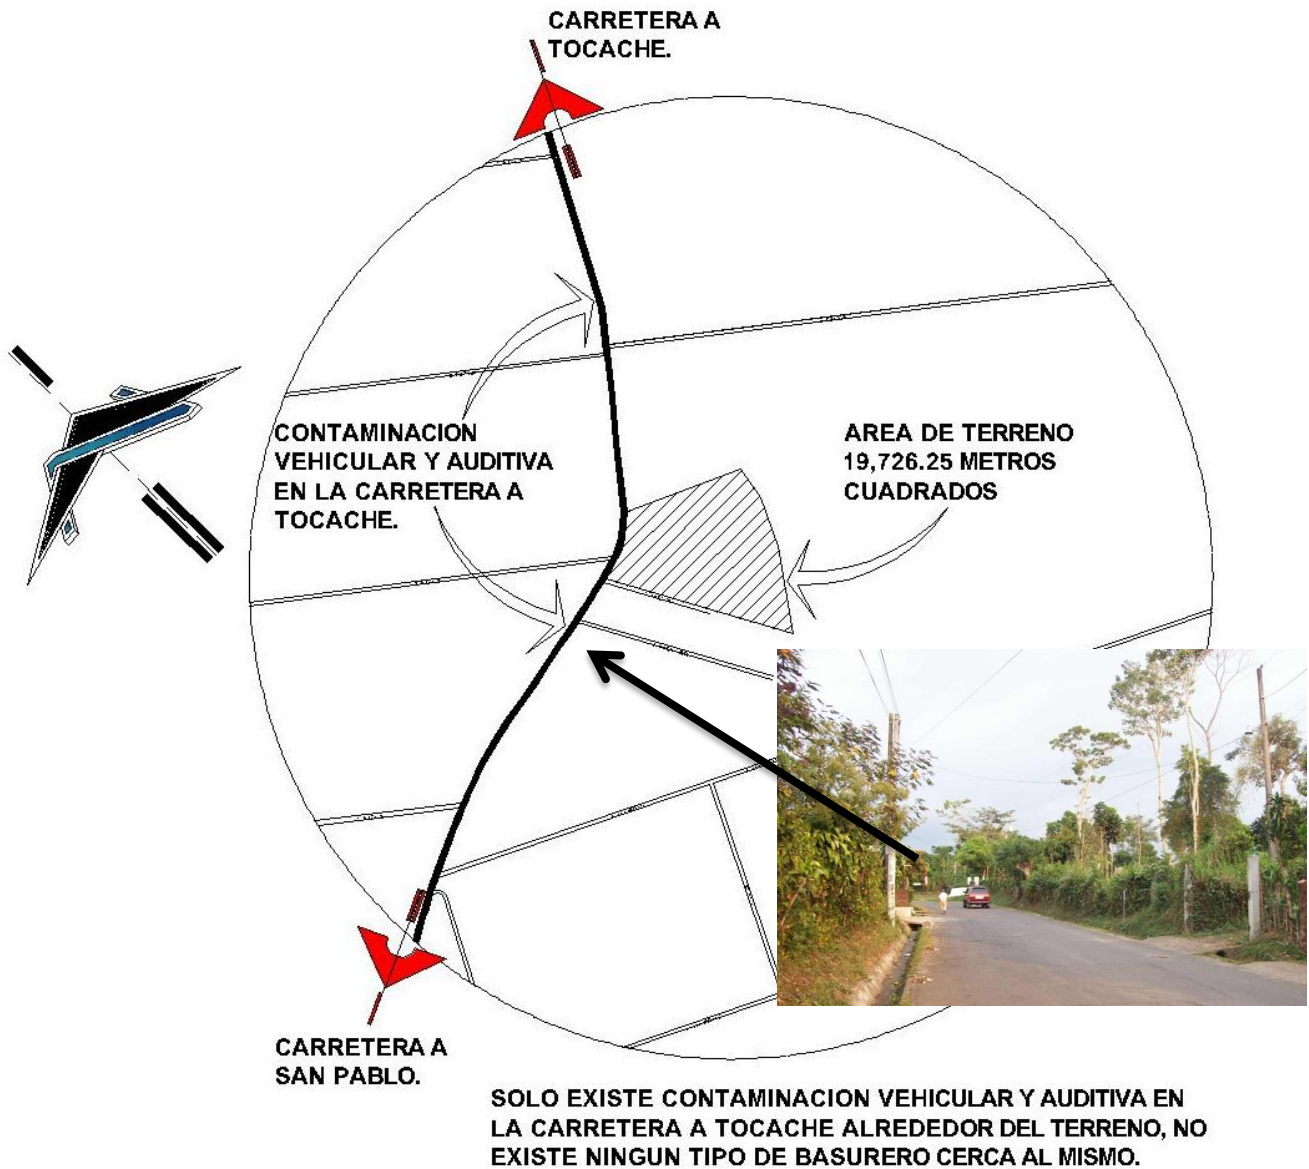 CARRETERA A
TOCACHE.
CONTAMINACION
VEHICULAR Y AUDITIVA
EN LA CARRETERA A
TOCACHE.
AREA DE TERRENO
19,726.25 METROS
CUADRADOS
CARRETERA A
SAN PABLO.
SOLO EXISTE CONTAMINACION VEHICULAR Y AUDITIVA EN
LA CARRETERA A TOCACHE ALREDEDOR DEL TERRENO, NO
EXISTE NINGUN TIPO DE BASURERO CERCA AL MISMO.